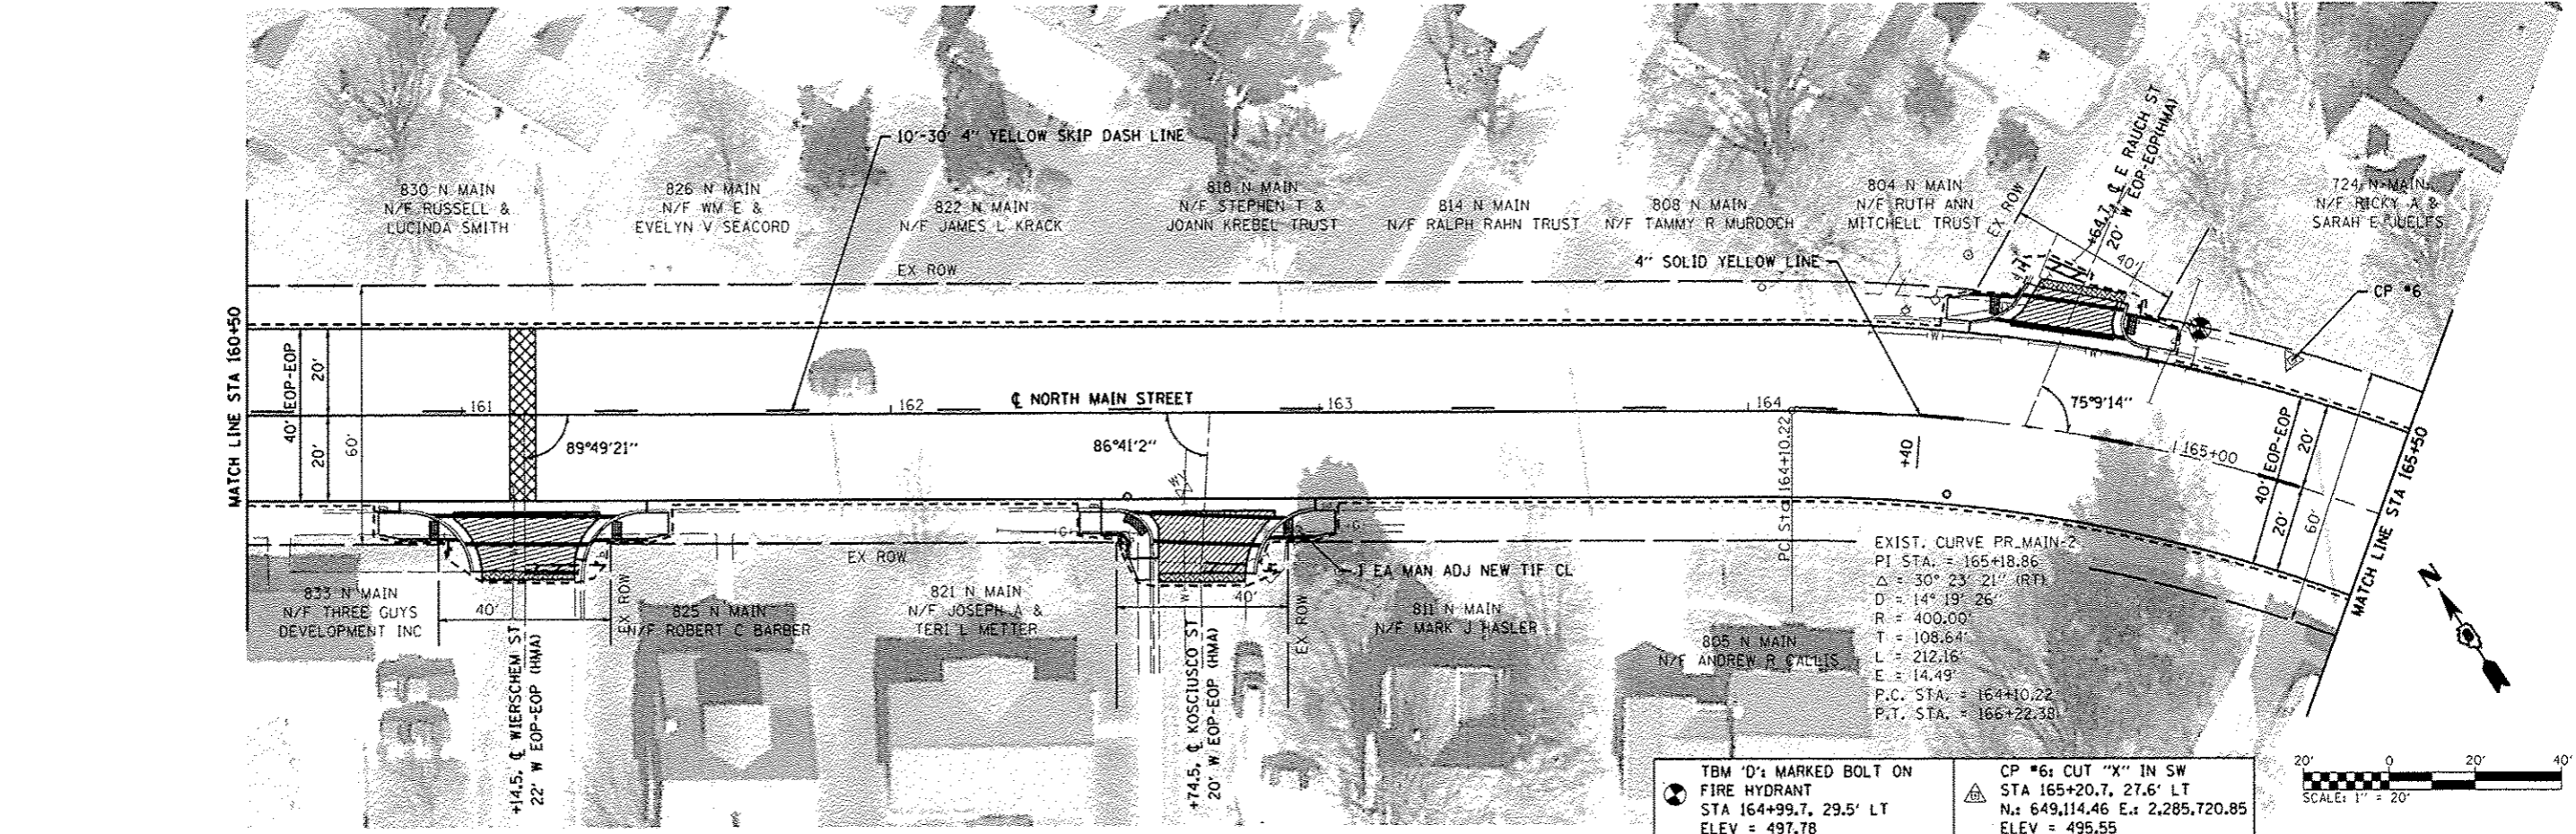 10'-30' 4" YELLOW SKIP DASH LINE
830 N MAIN
N/F RUSSELL &
LUCINDA SMITH
826 N MAIN
N/F WM E &
EVELYN V SEACORD
822 N MAIN
N/F JAMES L KRACK
818 N MAIN
N/F STEPHEN T &
JOANN KREBEL TRUST
814 N MAIN
N/F RALPH RAHN TRUST
808 N MAIN
N/F TAMMY R MURDOCH
804 N MAIN
N/F RUTH ANN
MITCHELL TRUST
EX ROW
+64.7, ℄ E RAUCH ST
20' W EOP-EOP(HMA)
40'
724 N MAIN
N/F RICKY A &
SARAH E JUELFS
EX ROW
4" SOLID YELLOW LINE
CP #6
MATCH LINE STA 160+50
40' EOP-EOP
20'
20'
60'
161
162
℄ NORTH MAIN STREET
163
164
165+00
89°49'21"
86°41'2"
75°9'14"
+40
PC Sta 164+10.22
W
W
W
40' EOP-EOP
20'
20'
60'
MATCH LINE STA 165+50
EX ROW
G
G
1 EA MAN ADJ NEW T1F CL
833 N MAIN
N/F THREE GUYS
DEVELOPMENT INC
40'
EX ROW
825 N MAIN
N/F ROBERT C BARBER
821 N MAIN
N/F JOSEPH A &
TERI L METTER
W
40'
EX ROW
811 N MAIN
N/F MARK J HASLER
805 N MAIN
N/F ANDREW R CALLIS
+14.5, ℄ WIERSCHEM ST
22' W EOP-EOP (HMA)
+74.5, ℄ KOSCIUSCO ST
20' W EOP-EOP (HMA)
EXIST. CURVE PR_MAIN-2
PI STA. = 165+18.86
Δ = 30° 23' 21" (RT)
D = 14° 19' 26"
R = 400.00'
T = 108.64'
L = 212.16'
E = 14.49'
P.C. STA. = 164+10.22
P.T. STA. = 166+22.38
N
TBM 'D': MARKED BOLT ON
FIRE HYDRANT
STA 164+99.7, 29.5' LT
ELEV = 497.78
CP #6: CUT "X" IN SW
STA 165+20.7, 27.6' LT
N.: 649,114.46 E.: 2,285,720.85
ELEV = 495.55
20' 0 20' 40'
SCALE: 1" = 20'